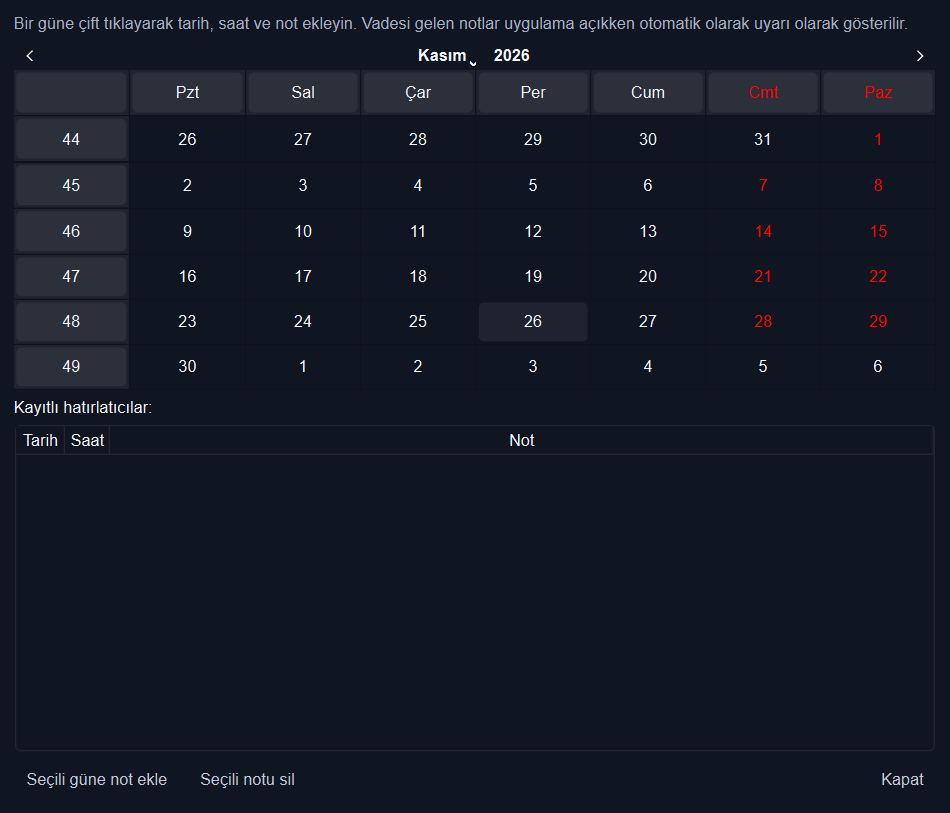 Bir güne çift tıklayarak tarih, saat ve not ekleyin. Vadesi gelen notlar uygulama açıkken otomatik olarak uyarı olarak gösterilir.
Kasım 2026
Pzt Sal Çar Per Cum Cmt Paz
44 26 27 28 29 30 31 1
45 2 3 4 5 6 7 8
46 9 10 11 12 13 14 15
47 16 17 18 19 20 21 22
48 23 24 25 26 27 28 29
49 30 1 2 3 4 5 6
Kayıtlı hatırlatıcılar:
Tarih Saat Not
Seçili güne not ekle Seçili notu sil Kapat